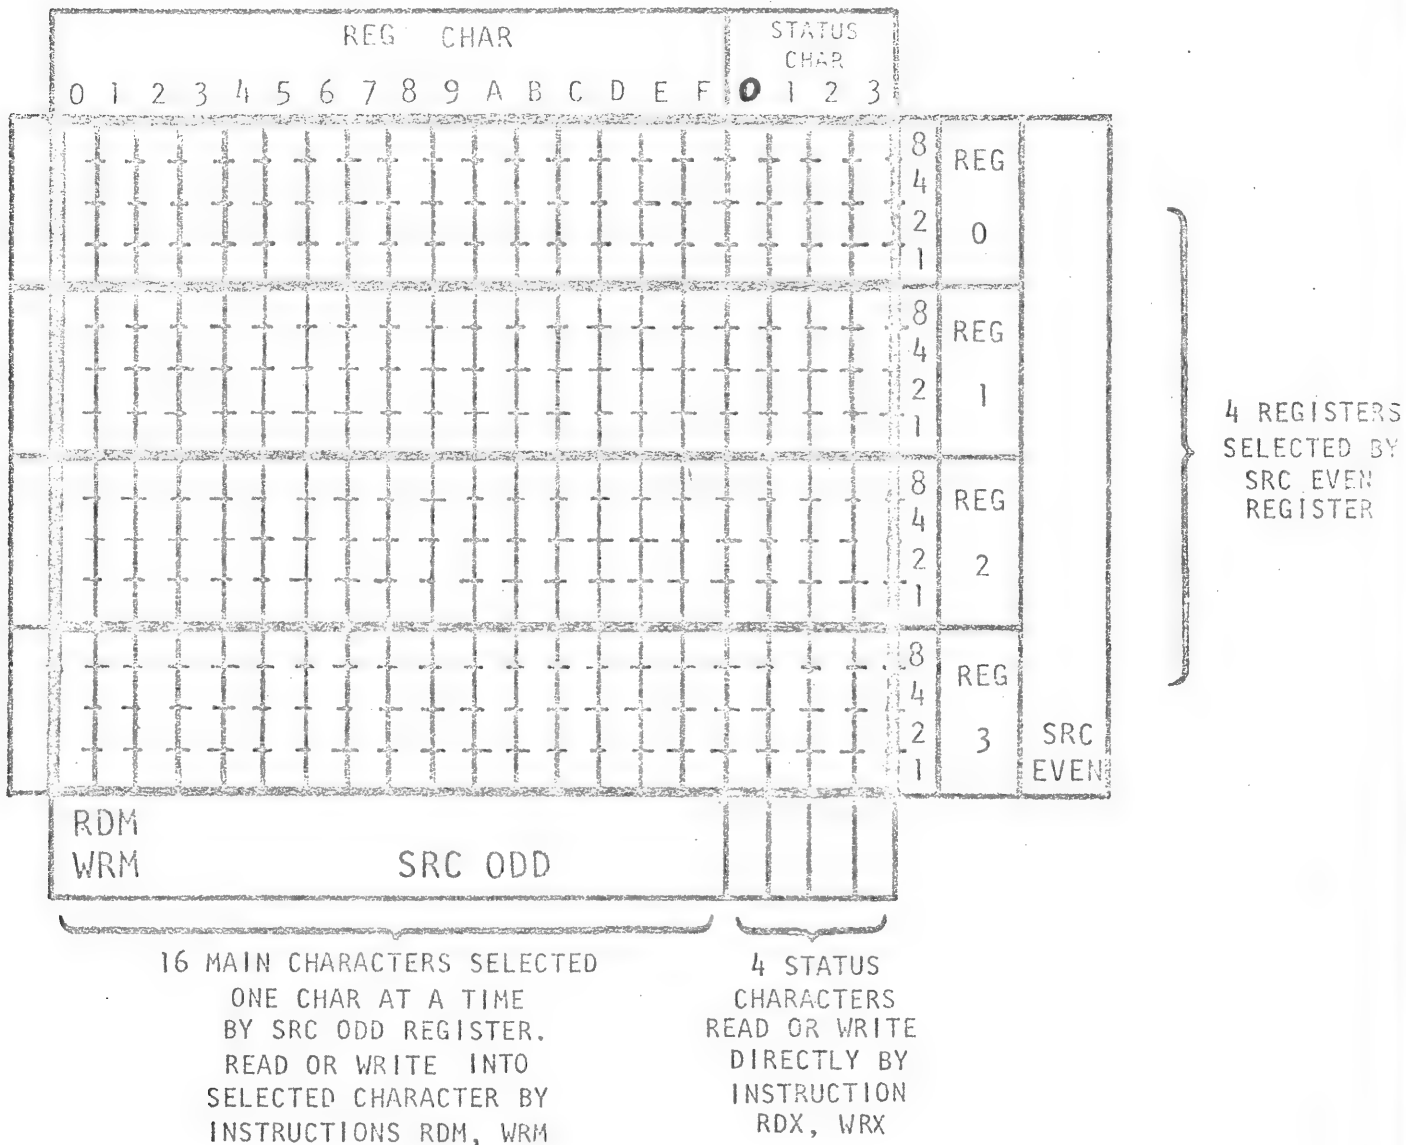 REG CHAR
STATUS
CHAR
0 1 2 3 4 5 6 7 8 9 A B C D E F 0 1 2 3
8
4
2
1
REG
0
8
4
2
1
REG
1
8
4
2
1
REG
2
8
4
2
1
REG
3
SRC
EVEN
4 REGISTERS
SELECTED BY
SRC EVEN
REGISTER
RDM
WRM
SRC ODD
16 MAIN CHARACTERS SELECTED
ONE CHAR AT A TIME
BY SRC ODD REGISTER.
READ OR WRITE INTO
SELECTED CHARACTER BY
INSTRUCTIONS RDM, WRM
4 STATUS
CHARACTERS
READ OR WRITE
DIRECTLY BY
INSTRUCTION
RDX, WRX